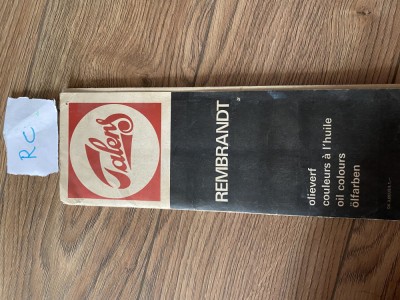 RC
Talens
REMBRANDT
olieverf
couleurs à l'huile
oil colours
ölfarben